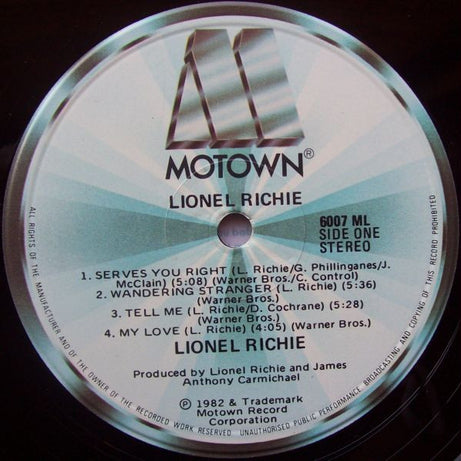 MOTOWN®
LIONEL RICHIE
6007 ML
SIDE ONE
STEREO
1. SERVES YOU RIGHT (L. Richie/G. Phillinganes/J.
McClain) (5:08) (Warner Bros./C. Control)
2. WANDERING STRANGER (L. Richie) (5:36)
(Warner Bros.)
3. TELL ME (L. Richie/D. Cochrane) (5:28)
(Warner Bros.)
4. MY LOVE (L. Richie) (4:05) (Warner Bros.)
LIONEL RICHIE
Produced by Lionel Richie and James
Anthony Carmichael
℗ 1982 & Trademark
Motown Record
Corporation
ALL RIGHTS OF THE MANUFACTURER AND OF THE OWNER OF THE RECORDED WORK RESERVED. UNAUTHORISED PUBLIC PERFORMANCE, BROADCASTING AND COPYING OF THIS RECORD PROHIBITED